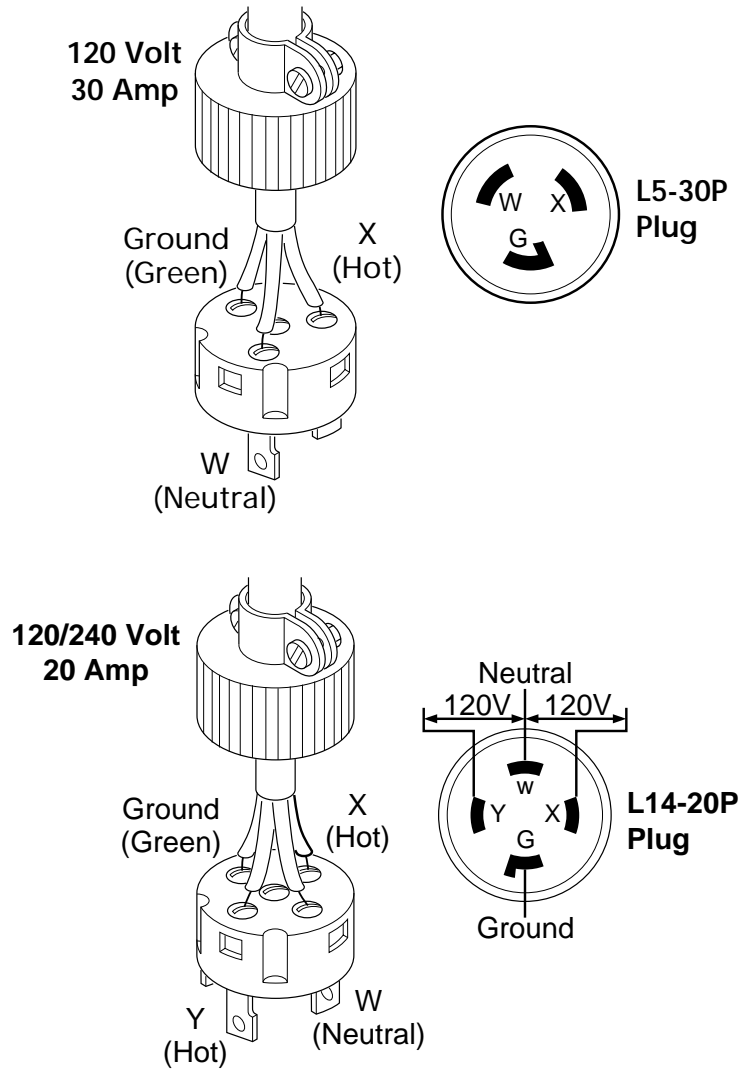 120 Volt
30 Amp
Ground
(Green)
X
(Hot)
W
(Neutral)
W
X
G
L5-30P
Plug
120/240 Volt
20 Amp
Ground
(Green)
X
(Hot)
Y
(Hot)
W
(Neutral)
Neutral
120V
120V
w
Y
X
G
Ground
L14-20P
Plug